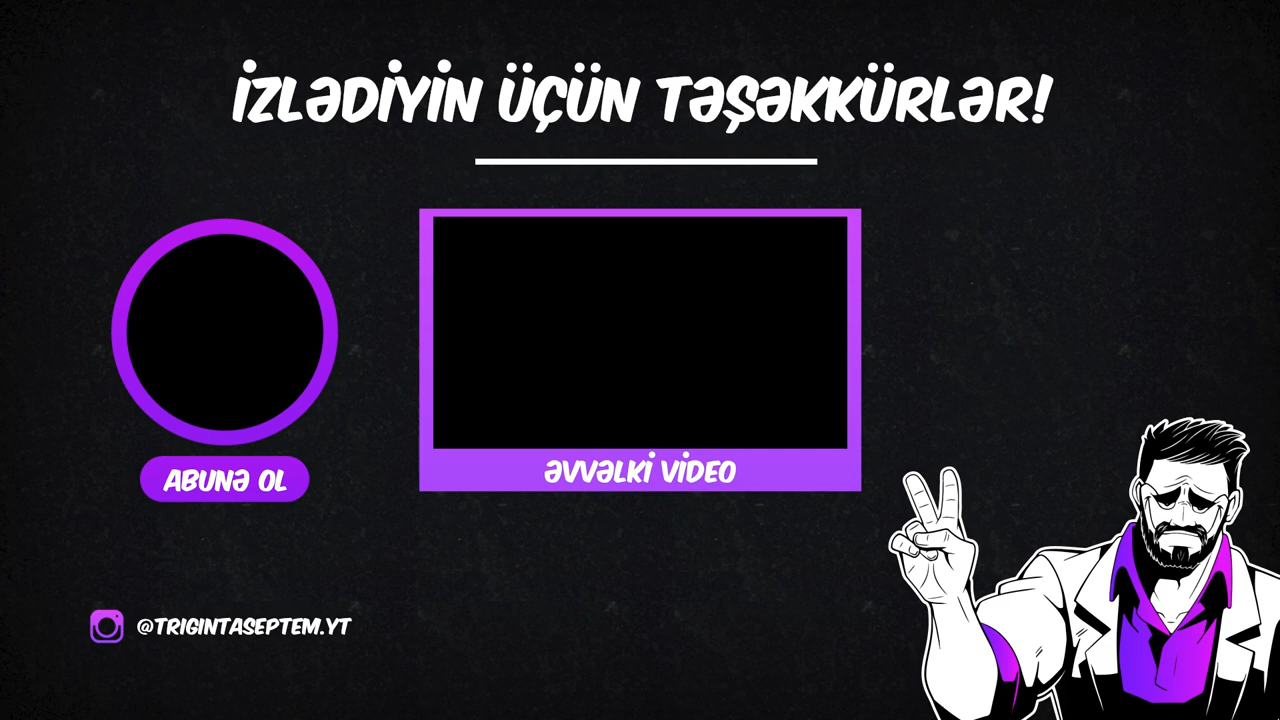 İZLƏDİYİN ÜÇÜN TƏŞƏKKÜRLƏR!
ABUNƏ OL
ƏVVƏLKİ VİDEO
@TRIGINTASEPTEM.YT